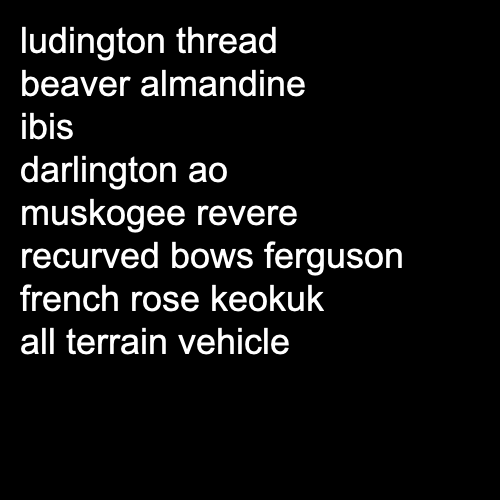 ludington thread
beaver almandine
ibis
darlington ao
muskogee revere
recurved bows ferguson
french rose keokuk
all terrain vehicle